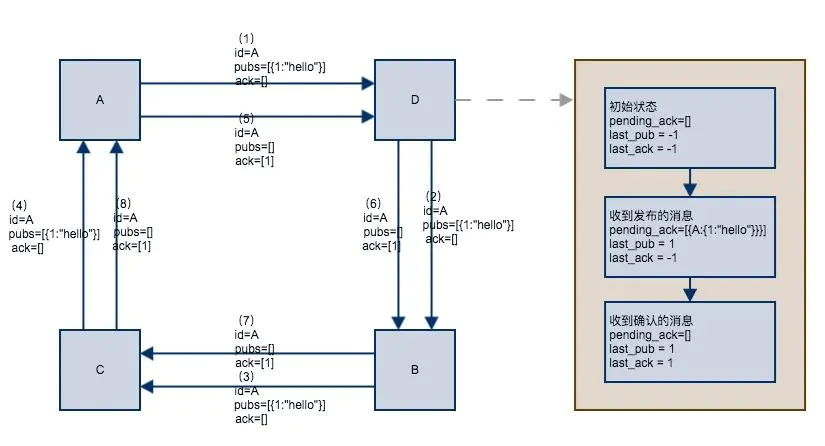 （1）
id=A
pubs=[{1:"hello"}]
ack=[]
A
D
（5）
id=A
pubs=[]
ack=[1]
初始状态
pending_ack=[]
last_pub = -1
last_ack = -1
（4）
id=A
pubs=[{1:"hello"}]
ack=[]
（8）
id=A
pubs=[]
ack=[1]
（6）
id=A
pubs=[]
ack=[1]
（2）
id=A
pubs=[{1:"hello"}]
ack=[]
收到发布的消息
pending_ack=[{A:{1:"hello"}}}]
last_pub = 1
last_ack = -1
（7）
id=A
pubs=[]
ack=[1]
C
B
（3）
id=A
pubs=[{1:"hello"}]
ack=[]
收到确认的消息
pending_ack=[]
last_pub = 1
last_ack = 1